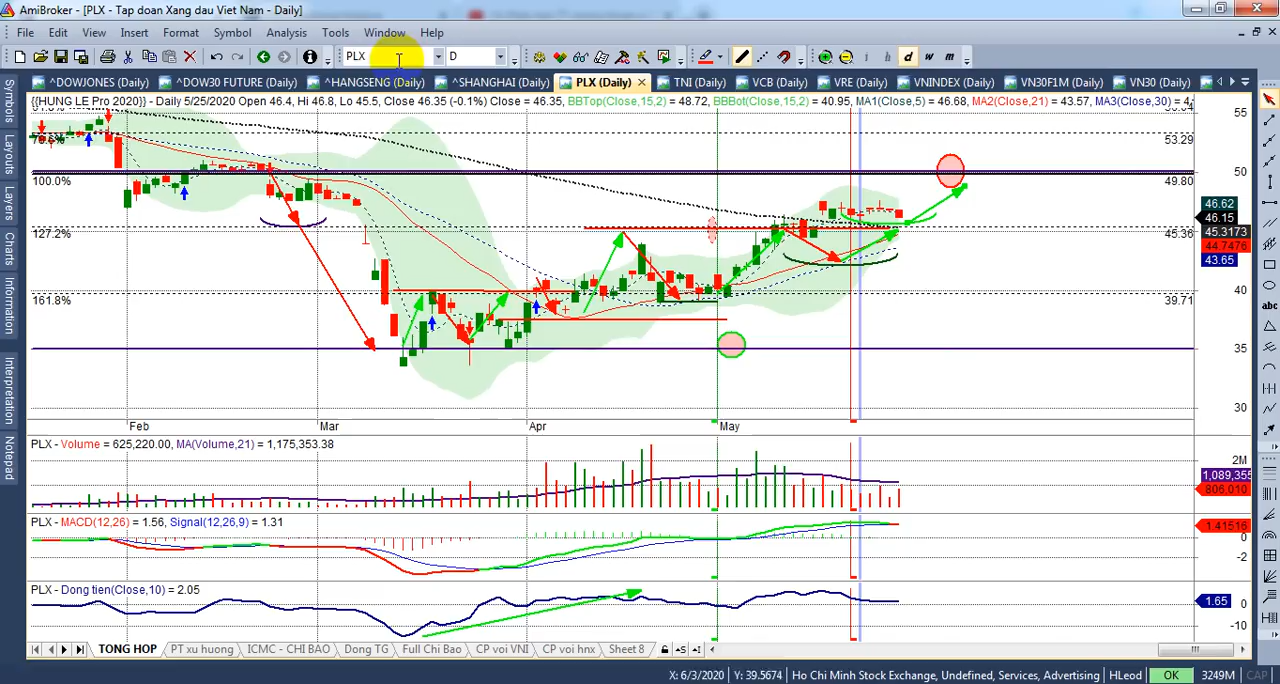 AmiBroker - [PLX - Tap doan Xang dau Viet Nam - Daily]
File Edit View Insert Format Symbol Analysis Tools Window Help
PLX D h d w m
^DOWJONES (Daily) ^DOW30 FUTURE (Daily) ^HANGSENG (Daily) ^SHANGHAI (Daily) PLX (Daily) TNI (Daily) VCB (Daily) VRE (Daily) VNINDEX (Daily) VN30F1M (Daily) VN30 (Daily)
Symbols
Layouts
Layers
Charts
Information
Interpretation
Notepad
{{HUNG LE Pro 2020}} - Daily 5/25/2020 Open 46.4, Hi 46.8, Lo 45.5, Close 46.35 (-0.1%) Close = 46.35, BBTop(Close,15,2) = 48.72, BBBot(Close,15,2) = 40.95, MA1(Close,5) = 46.68, MA2(Close,21) = 43.57, MA3(Close,30) =
55
53.29
100.0%
50
49.80
46.62
46.15
127.2%
45.36
45.3173
44.7476
43.65
161.8%
40
39.71
35
30
Feb Mar Apr May
abc
PLX - Volume = 625,220.00, MA(Volume,21) = 1,175,353.38
2M
1,089,355
806,010
PLX - MACD(12,26) = 1.56, Signal(12,26,9) = 1.31
1.41516
0
-2
PLX - Dong tien(Close,10) = 2.05
1.65
0
-10
TONG HOP PT xu huong ICMC - CHI BAO Dong TG Full Chi Bao CP voi VNI CP voi hnx Sheet 8
X: 6/3/2020 Y: 39.5674 Ho Chi Minh Stock Exchange, Undefined, Services, Advertising HLeod OK 3249M CAP